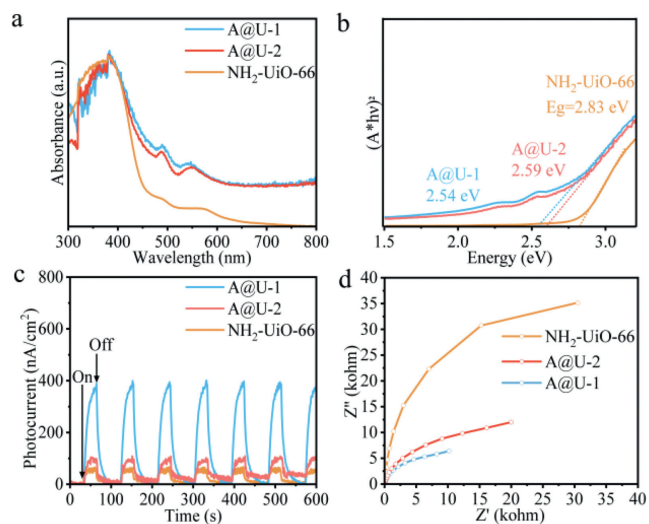 a
A@U-1
A@U-2
NH₂-UiO-66
Absorbance (a.u.)
300 400 500 600 700 800
Wavelength (nm)
b
(A*hv)²
NH₂-UiO-66
Eg=2.83 eV
A@U-2
2.59 eV
A@U-1
2.54 eV
1.5 2.0 2.5 3.0
Energy (eV)
c
A@U-1
A@U-2
NH₂-UiO-66
Off
On
Photocurrent (nA/cm²)
800
600
400
200
0
0 100 200 300 400 500 600
Time (s)
d
NH₂-UiO-66
A@U-2
A@U-1
Z" (kohm)
40
35
30
25
20
15
10
5
0
0 5 10 15 20 25 30 35 40
Z' (kohm)